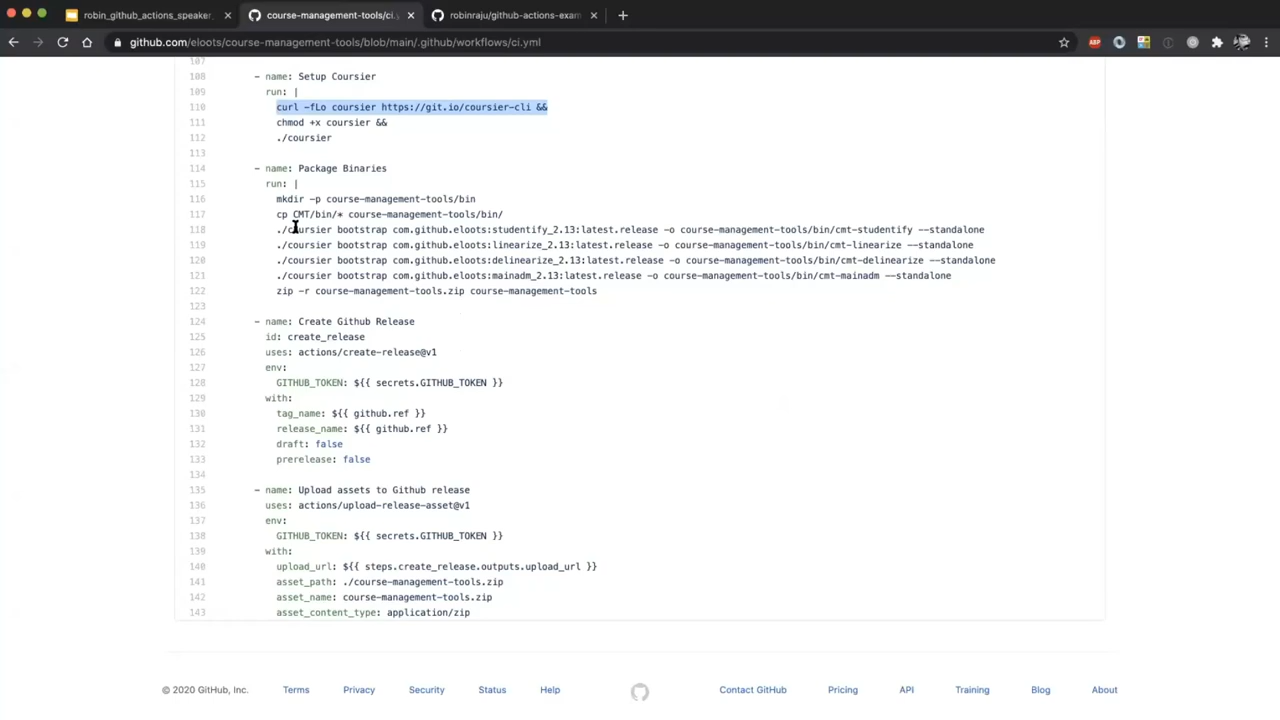 robin_github_actions_speaker_
course-management-tools/ci.y
robinraju/github-actions-exam
github.com/eloots/course-management-tools/blob/main/.github/workflows/ci.yml
107
108 - name: Setup Coursier
109 run: |
110 curl -fLo coursier https://git.io/coursier-cli &&
111 chmod +x coursier &&
112 ./coursier
113
114 - name: Package Binaries
115 run: |
116 mkdir -p course-management-tools/bin
117 cp CMT/bin/* course-management-tools/bin/
118 ./coursier bootstrap com.github.eloots:studentify_2.13:latest.release -o course-management-tools/bin/cmt-studentify --standalone
119 ./coursier bootstrap com.github.eloots:linearize_2.13:latest.release -o course-management-tools/bin/cmt-linearize --standalone
120 ./coursier bootstrap com.github.eloots:delinearize_2.13:latest.release -o course-management-tools/bin/cmt-delinearize --standalone
121 ./coursier bootstrap com.github.eloots:mainadm_2.13:latest.release -o course-management-tools/bin/cmt-mainadm --standalone
122 zip -r course-management-tools.zip course-management-tools
123
124 - name: Create Github Release
125 id: create_release
126 uses: actions/create-release@v1
127 env:
128 GITHUB_TOKEN: ${{ secrets.GITHUB_TOKEN }}
129 with:
130 tag_name: ${{ github.ref }}
131 release_name: ${{ github.ref }}
132 draft: false
133 prerelease: false
134
135 - name: Upload assets to Github release
136 uses: actions/upload-release-asset@v1
137 env:
138 GITHUB_TOKEN: ${{ secrets.GITHUB_TOKEN }}
139 with:
140 upload_url: ${{ steps.create_release.outputs.upload_url }}
141 asset_path: ./course-management-tools.zip
142 asset_name: course-management-tools.zip
143 asset_content_type: application/zip
© 2020 GitHub, Inc. Terms Privacy Security Status Help Contact GitHub Pricing API Training Blog About